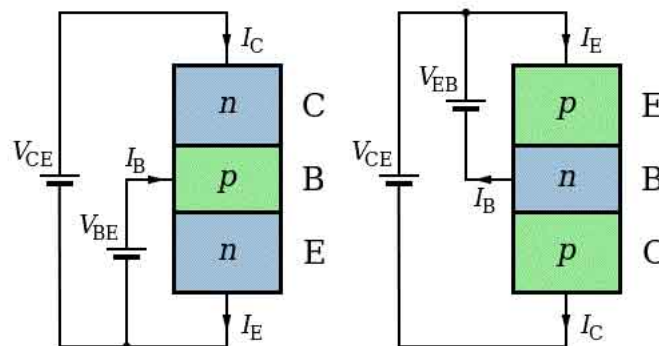 I_C
n C
V_CE
I_B
p B
V_BE
n E
I_E
I_E
V_EB
p E
V_CE
n B
I_B
p C
I_C